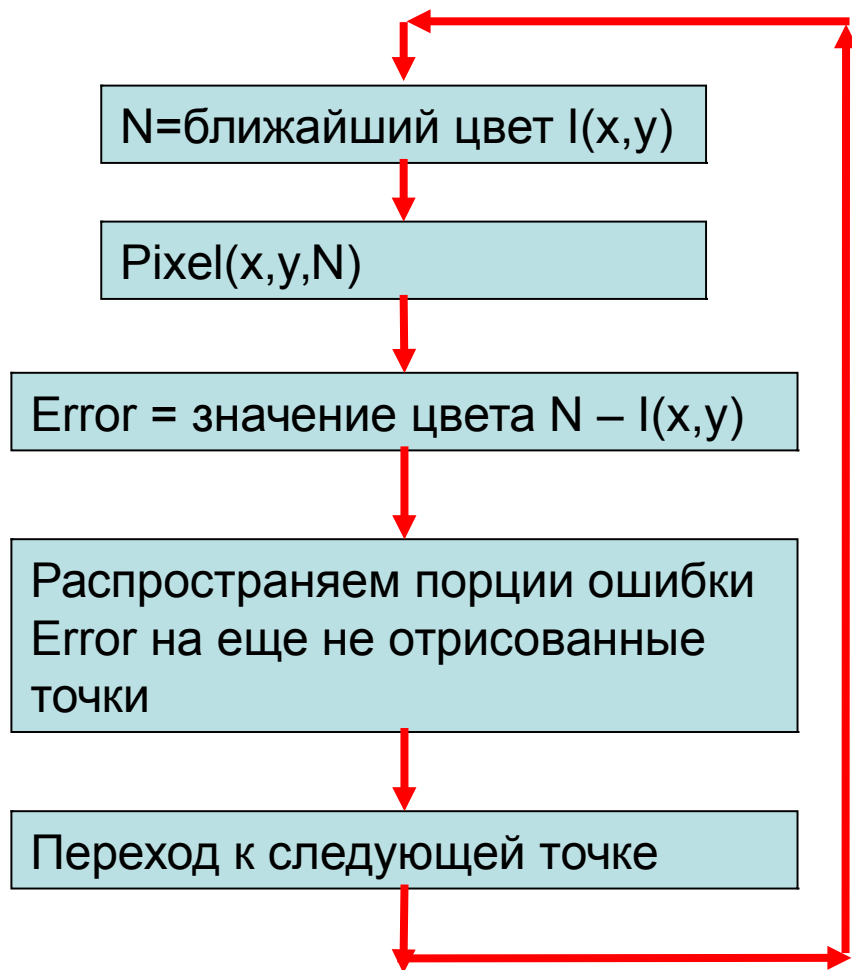 N=ближайший цвет I(x,y)
Pixel(x,y,N)
Error = значение цвета N – I(x,y)
Распространяем порции ошибки
Error на еще не отрисованные
точки
Переход к следующей точке